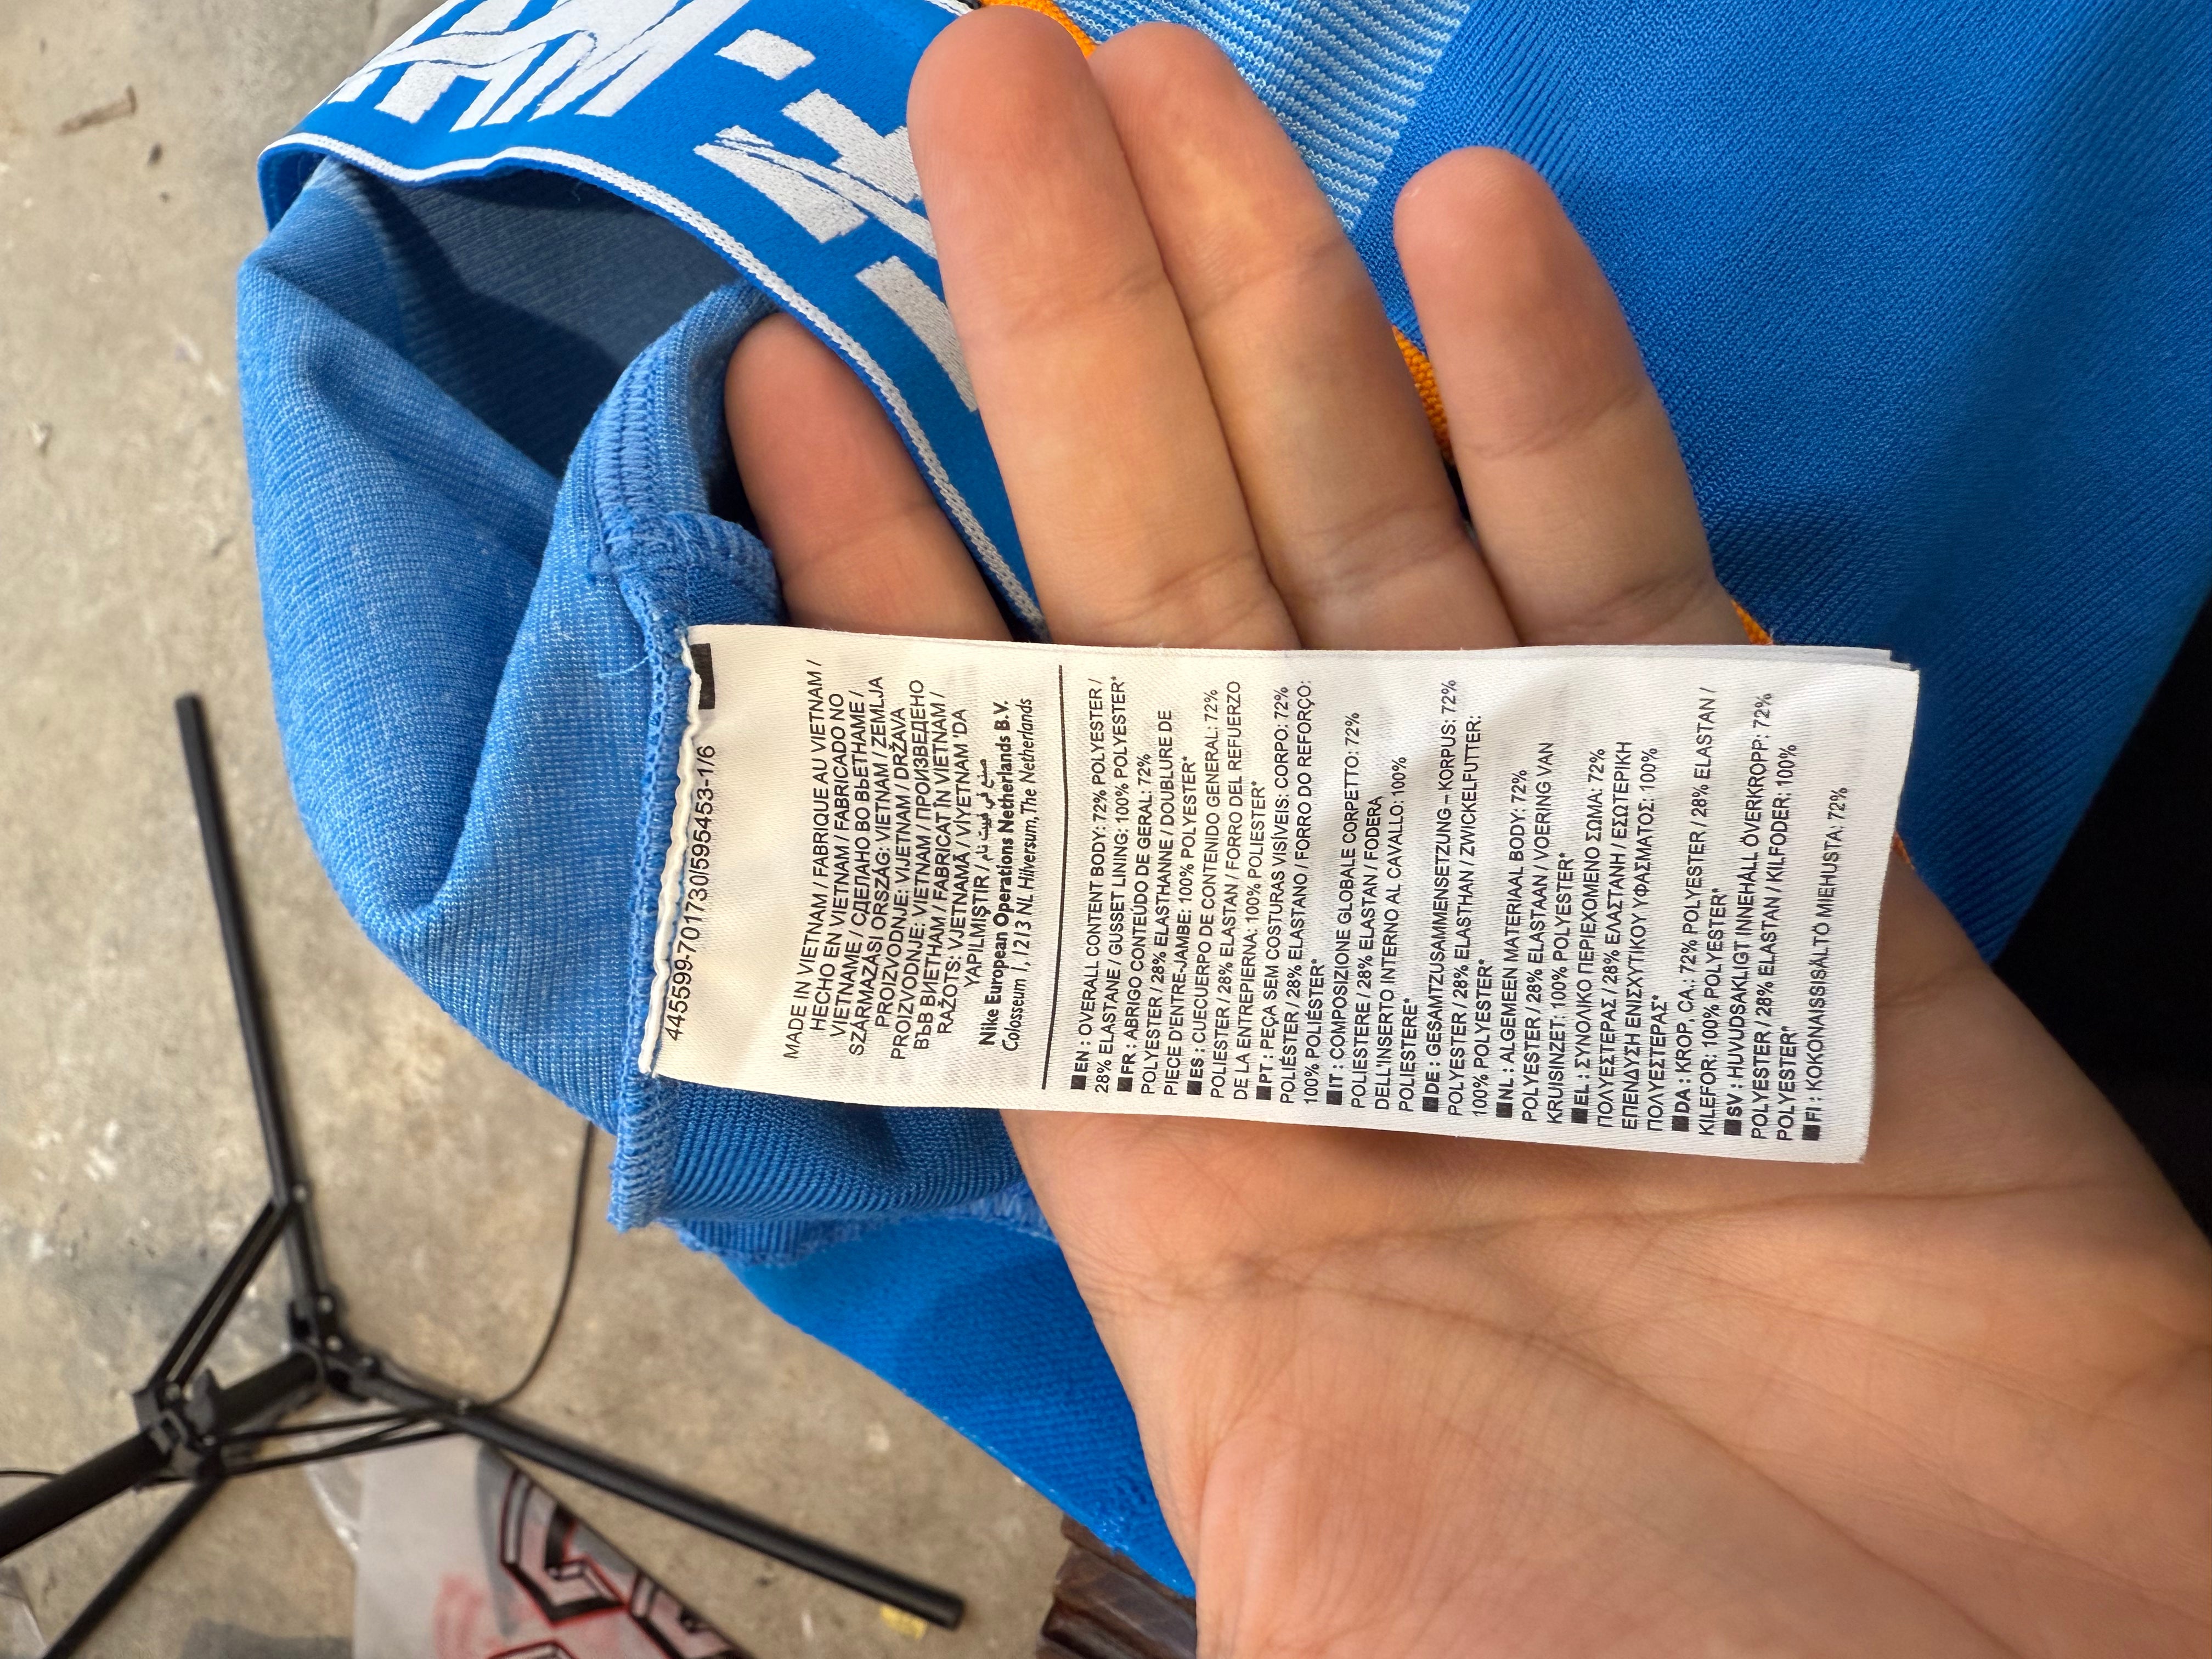 445599-701730/595453-1/6
MADE IN VIETNAM / FABRIQUE AU VIETNAM /
HECHO EN VIETNAM / FABRICADO NO
VIETNAME / СДЕЛАНО ВО ВЬЕТНАМЕ /
SZÁRMAZÁSI ORSZÁG: VIETNAM / ZEMLJA
PROIZVODNJE: VIJETNAM / DRŽAVA
PROIZVODNJE: VIETNAM / ПРОИЗВЕДЕНО
ВЪВ ВИЕТНАМ / FABRICAT ÎN VIETNAM /
RAŽOTS: VJETNAMĀ / VİYETNAM 'DA
YAPILMIŞTIR / صنع في فييت نام
Nike European Operations Netherlands B.V.
Colosseum 1, 1213 NL Hilversum, The Netherlands
■EN : OVERALL CONTENT BODY: 72% POLYESTER /
28% ELASTANE / GUSSET LINING: 100% POLYESTER*
■FR : ABRIGO CONTEÚDO DE GERAL: 72%
POLYESTER / 28% ELASTHANNE / DOUBLURE DE
PIECE D'ENTRE-JAMBE: 100% POLYESTER*
■ES : CUECUERPO DE CONTENIDO GENERAL: 72%
POLIESTER / 28% ELASTAN / FORRO DEL REFUERZO
DE LA ENTREPIERNA: 100% POLIESTER*
■PT : PEÇA SEM COSTURAS VISÍVEIS: CORPO: 72%
POLIÉSTER / 28% ELASTANO / FORRO DO REFORÇO:
100% POLIÉSTER*
■IT : COMPOSIZIONE GLOBALE CORPETTO: 72%
POLIESTERE / 28% ELASTAN / FODERA
DELL'INSERTO INTERNO AL CAVALLO: 100%
POLIESTERE*
■DE : GESAMTZUSAMMENSETZUNG – KORPUS: 72%
POLYESTER / 28% ELASTHAN / ZWICKELFUTTER:
100% POLYESTER*
■NL : ALGEMEEN MATERIAAL BODY: 72%
POLYESTER / 28% ELASTAAN / VOERING VAN
KRUISINZET: 100% POLYESTER*
■EL : ΣΥΝΟΛΙΚΟ ΠΕΡΙΕΧΟΜΕΝΟ ΣΩΜΑ: 72%
ΠΟΛΥΕΣΤΕΡΑΣ / 28% ΕΛΑΣΤΑΝΗ / ΕΣΩΤΕΡΙΚΗ
ΕΠΕΝΔΥΣΗ ΕΝΙΣΧΥΤΙΚΟΥ ΥΦΑΣΜΑΤΟΣ: 100%
ΠΟΛΥΕΣΤΕΡΑΣ*
■DA : KROP, CA.: 72% POLYESTER / 28% ELASTAN /
KILEFOR: 100% POLYESTER*
■SV : HUVUDSAKLIGT INNEHÅLL ÖVERKROPP: 72%
POLYESTER / 28% ELASTAN / KILFODER: 100%
POLYESTER*
■FI : KOKONAISSISÄLTÖ MIEHUSTA: 72%